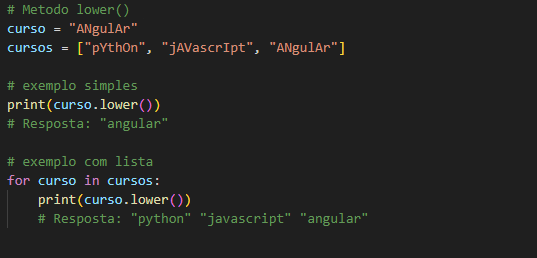 # Metodo lower()
curso = "ANgulAr"
cursos = ["pYthOn", "jAVascrIpt", "ANgulAr"]
# exemplo simples
print(curso.lower())
# Resposta: "angular"
# exemplo com lista
for curso in cursos:
    print(curso.lower())
    # Resposta: "python" "javascript" "angular"